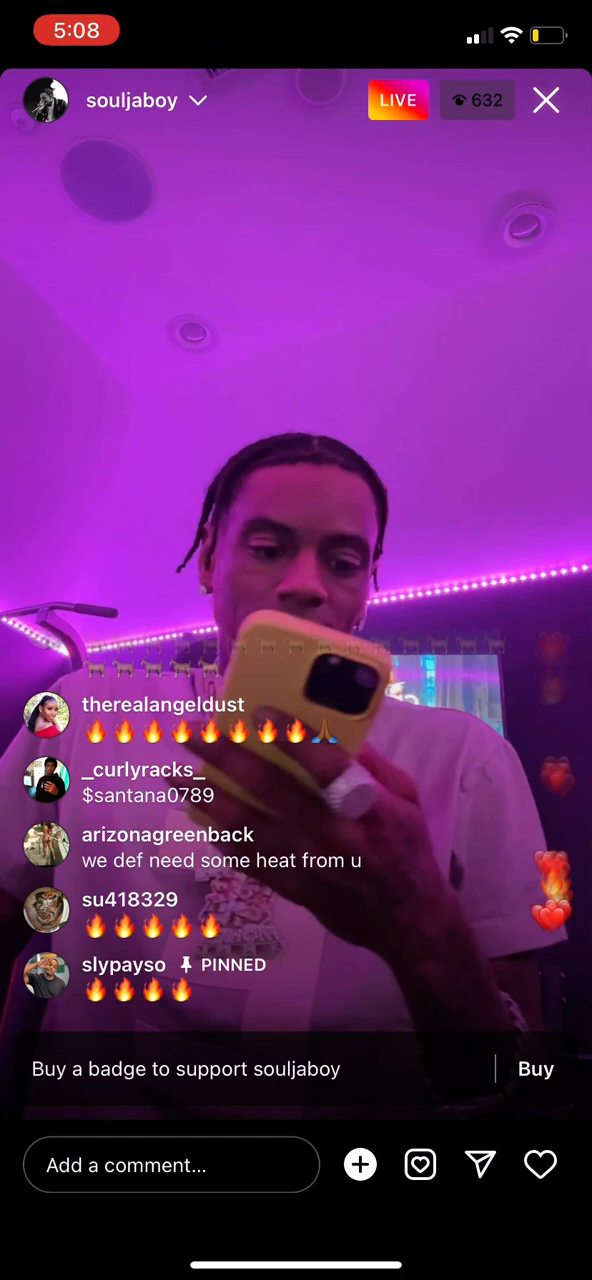 5:08
souljaboy
LIVE
632
therealangeldust
🔥🔥🔥🔥🔥🔥🔥🔥🙏
_curlyracks_
$santana0789
arizonagreenback
we def need some heat from u
su418329
🔥🔥🔥🔥🔥
slypayso PINNED
🔥🔥🔥🔥
Buy a badge to support souljaboy
Buy
Add a comment...